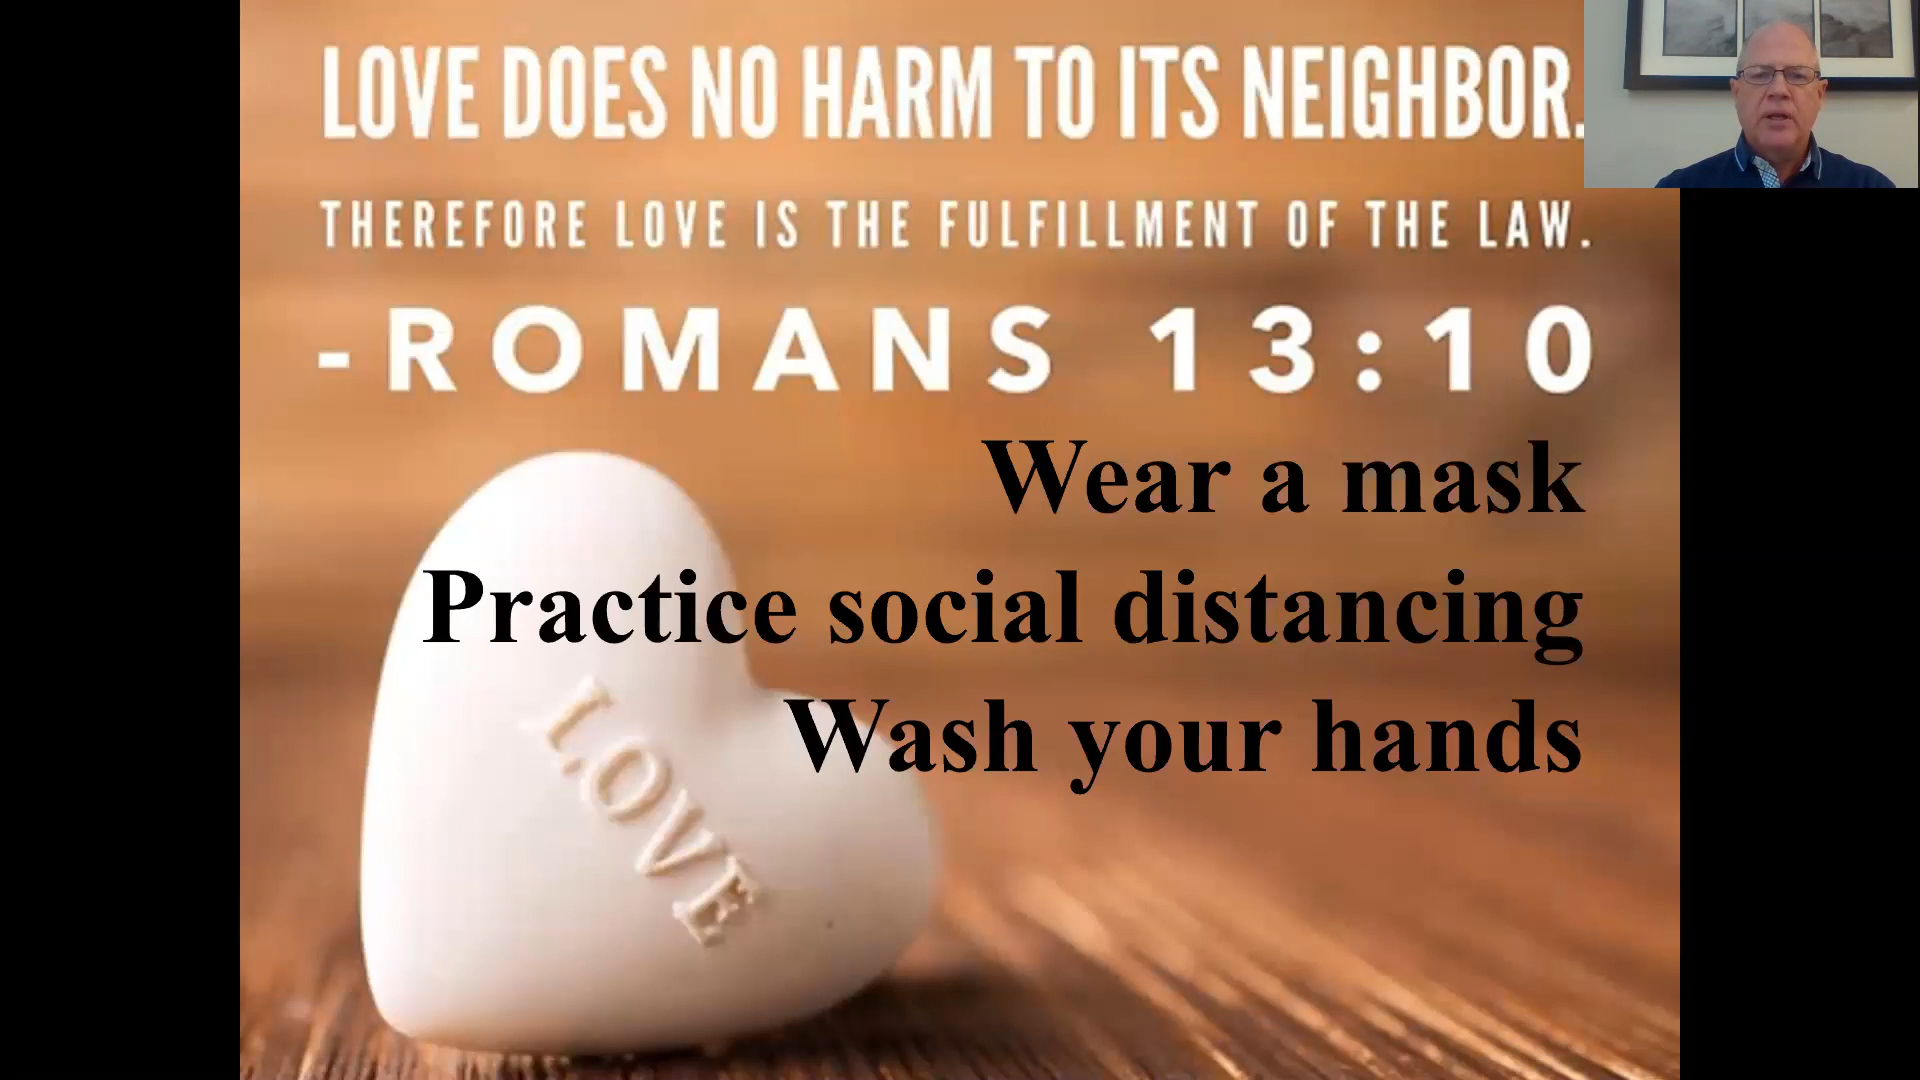 LOVE DOES NO HARM TO ITS NEIGHBOR.
THEREFORE LOVE IS THE FULFILLMENT OF THE LAW.
-ROMANS 13:10
Wear a mask
Practice social distancing
Wash your hands
LOVE